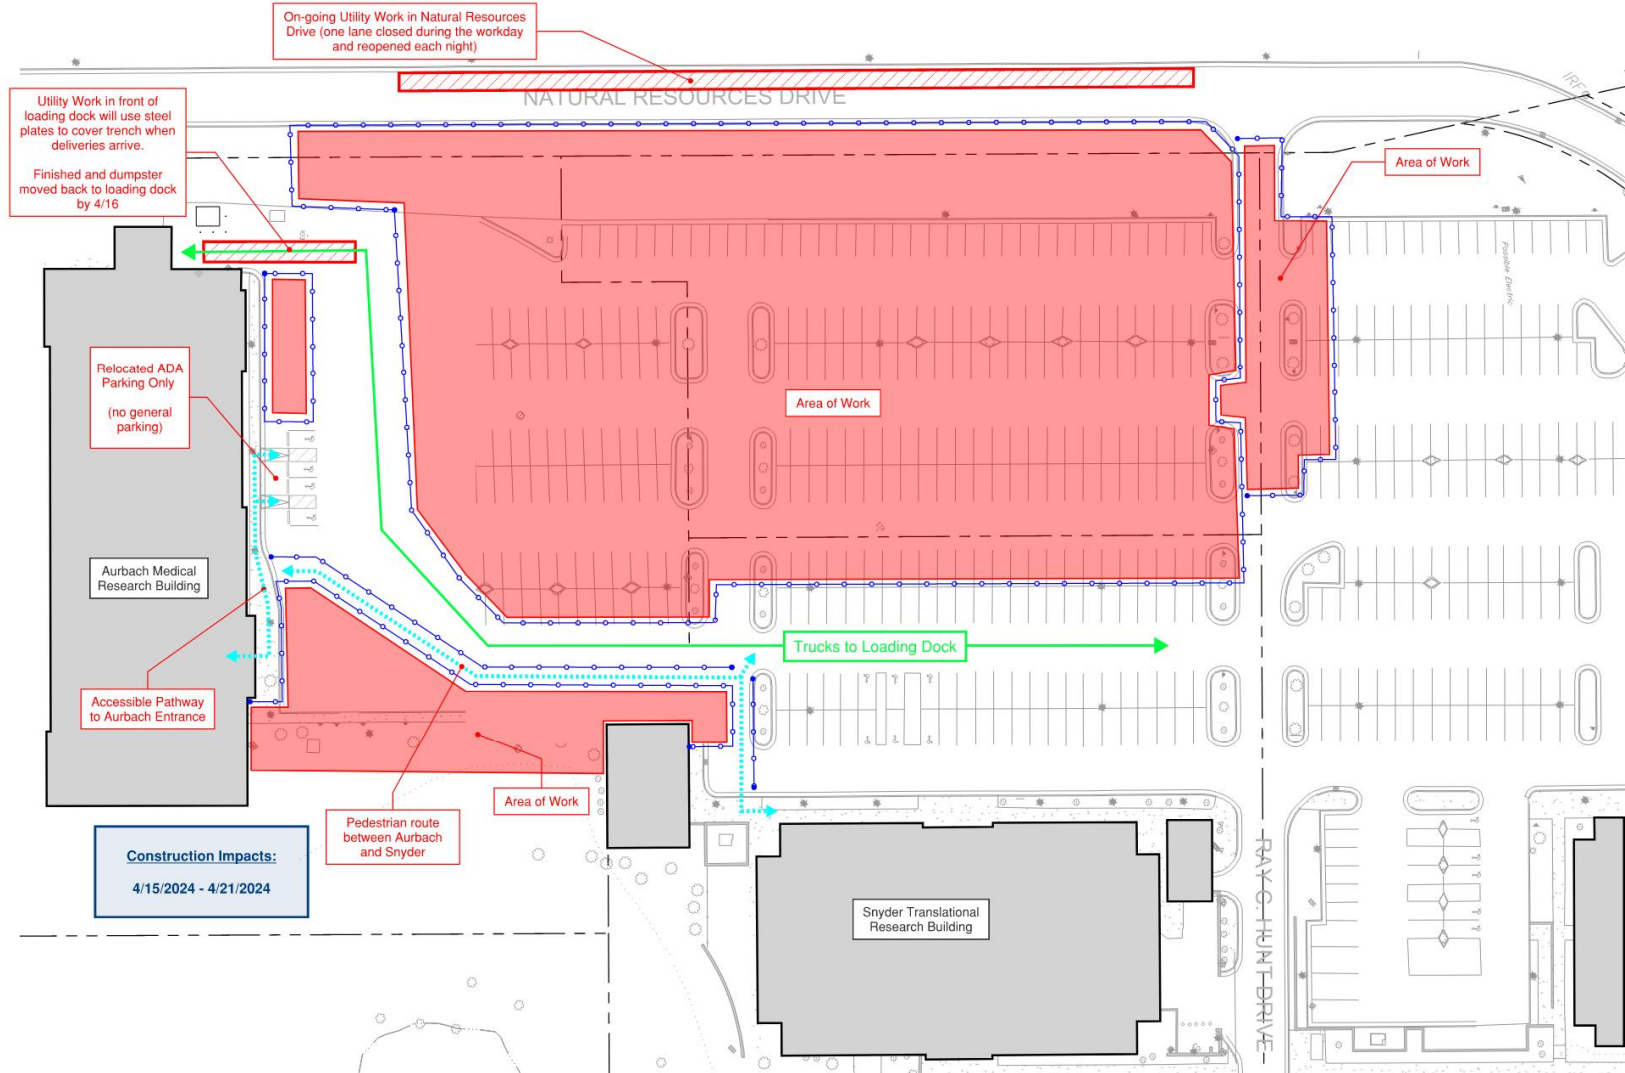 On-going Utility Work in Natural Resources
Drive (one lane closed during the workday
and reopened each night)
NATURAL RESOURCES DRIVE
Utility Work in front of
loading dock will use steel
plates to cover trench when
deliveries arrive.
Finished and dumpster
moved back to loading dock
by 4/16
Area of Work
Possible Electric
Relocated ADA
Parking Only
(no general
parking)
Area of Work
Aurbach Medical
Research Building
Trucks to Loading Dock
Accessible Pathway
to Aurbach Entrance
Area of Work
Pedestrian route
between Aurbach
and Snyder
Construction Impacts:
4/15/2024 - 4/21/2024
Snyder Translational
Research Building
RAY C. HUNT DRIVE